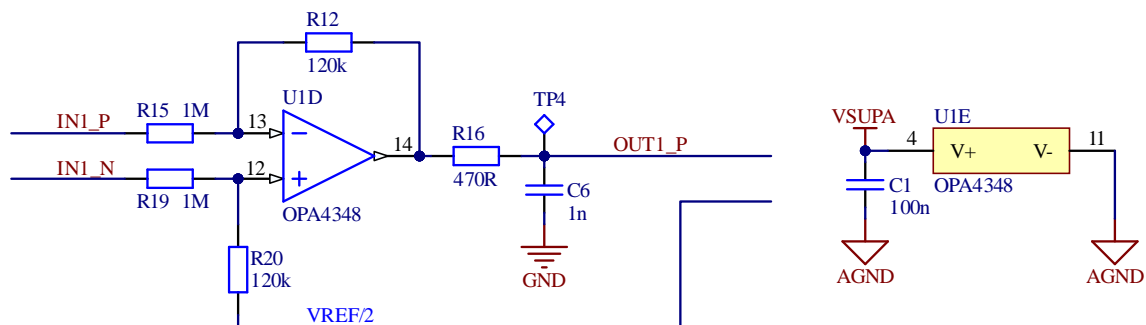 R12
120k
U1D
TP4
R15 1M
IN1_P
13
14
R16
470R
OUT1_P
VSUPA
U1E
4
V+
V-
11
OPA4348
IN1_N
12
R19 1M
OPA4348
C6
1n
C1
100n
R20
120k
GND
AGND
AGND
VREF/2